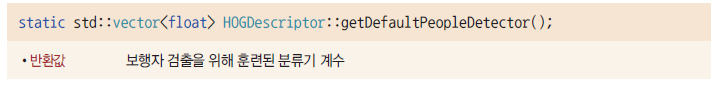 static std::vector<float> HOGDescriptor::getDefaultPeopleDetector();
• 반환값 보행자 검출을 위해 훈련된 분류기 계수